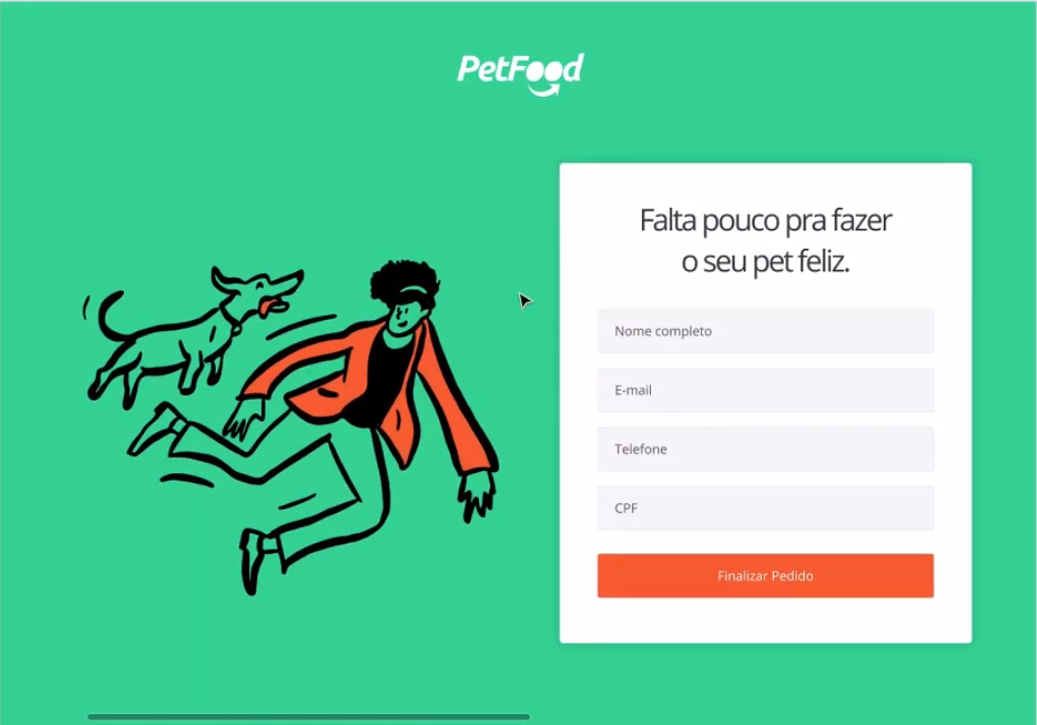 PetFood
Falta pouco pra fazer
o seu pet feliz.
Nome completo
E-mail
Telefone
CPF
Finalizar Pedido